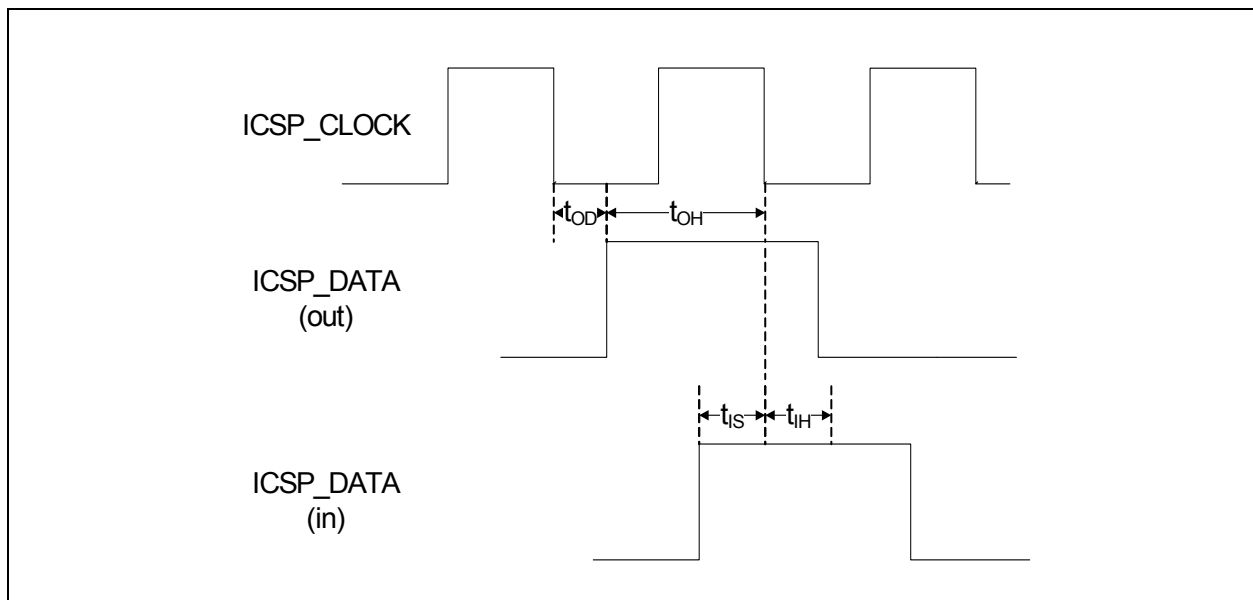 ICSP_CLOCK
tOD
tOH
ICSP_DATA
(out)
tIS
tIH
ICSP_DATA
(in)